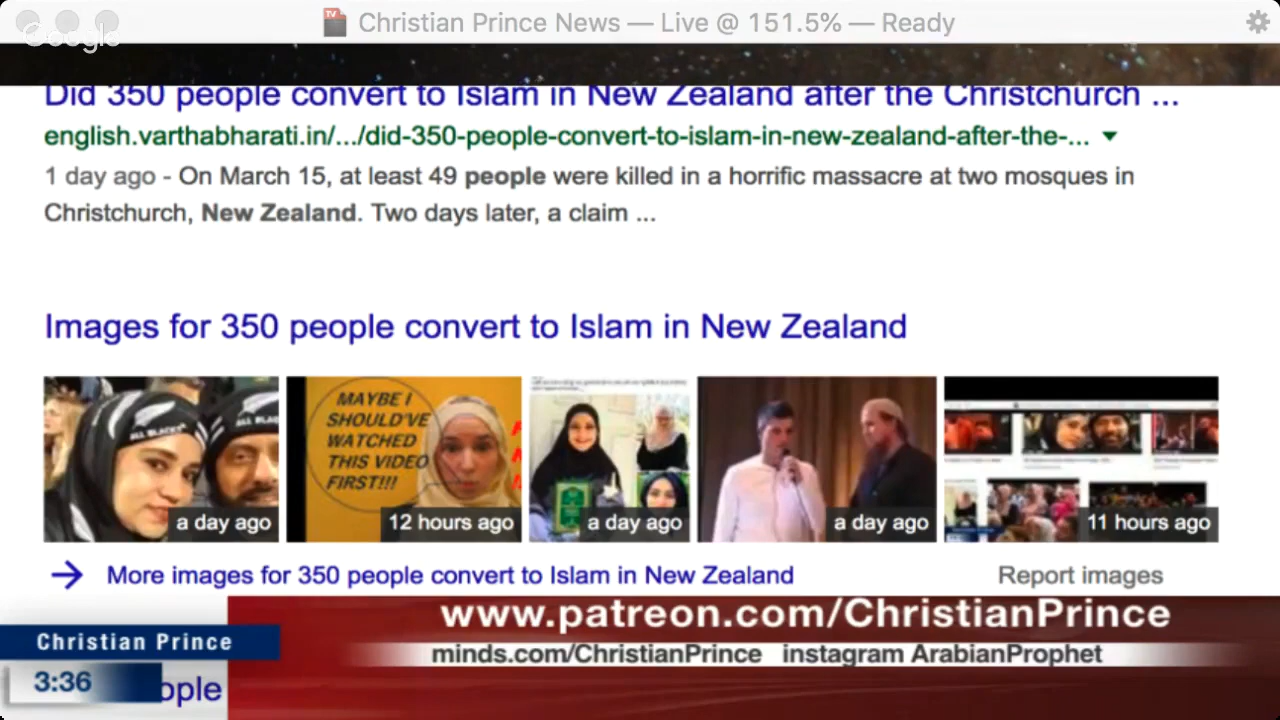 Christian Prince News — Live @ 151.5% — Ready
Google
Did 350 people convert to Islam in New Zealand after the Christchurch ...
english.varthabharati.in/.../did-350-people-convert-to-islam-in-new-zealand-after-the-...
1 day ago - On March 15, at least 49 people were killed in a horrific massacre at two mosques in
Christchurch, New Zealand. Two days later, a claim ...
Images for 350 people convert to Islam in New Zealand
ALL BLACKS
ALL BLACK
MAYBE I
SHOULD'VE
WATCHED
THIS VIDEO
FIRST!!!
a day ago
12 hours ago
a day ago
a day ago
11 hours ago
More images for 350 people convert to Islam in New Zealand
Report images
www.patreon.com/ChristianPrince
Christian Prince
minds.com/ChristianPrince instagram ArabianProphet
3:36
ople